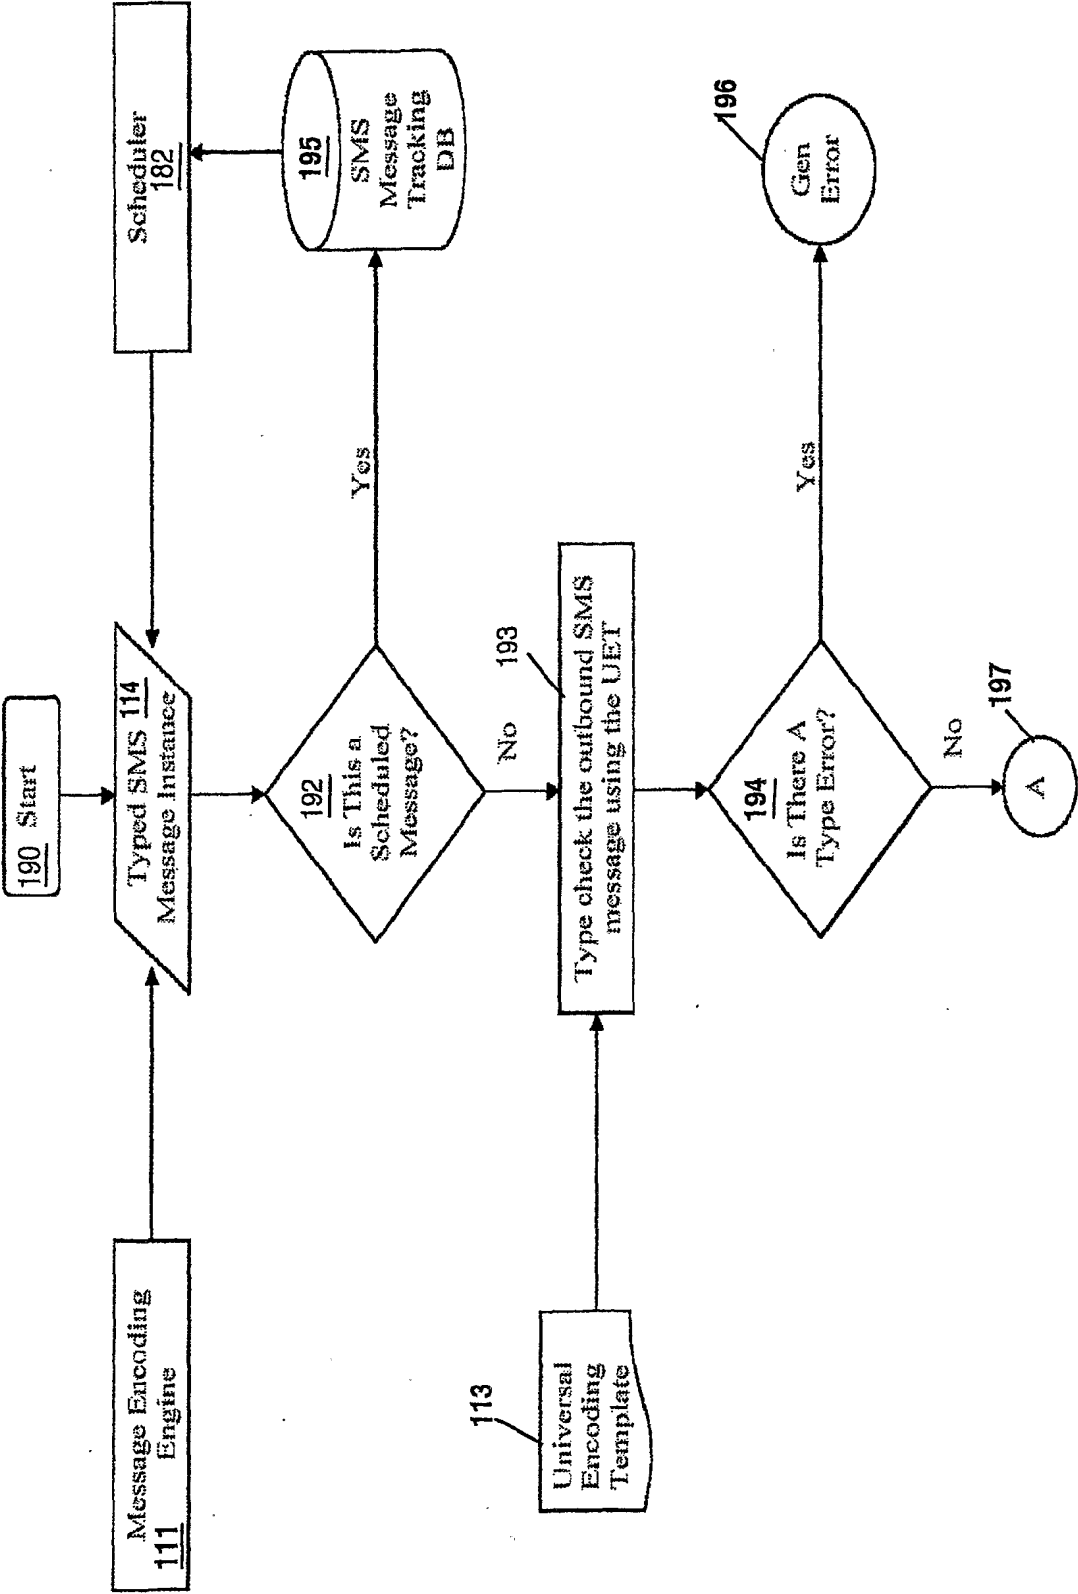 190 Start
Message Encoding
Engine
111
Typed SMS 114
Message Instance
Scheduler
182
192
Is This a
Scheduled
Message?
Yes
195
SMS
Message
Tracking
DB
No
113
Universal
Encoding
Template
193
Type check the outbound SMS
message using the UET
194
Is There A
Type Error?
Yes
196
Gen
Error
No
197
A